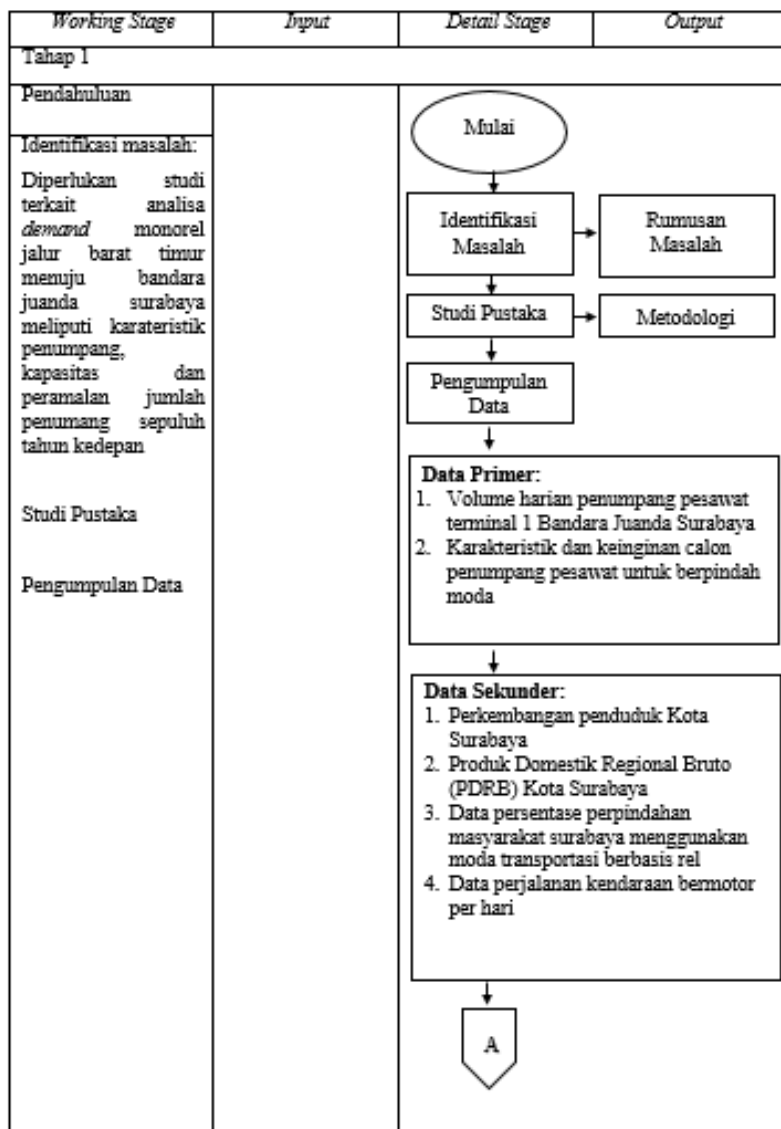 Working Stage Input Detail Stage Output
Tahap 1
Pendahuluan
Identifikasi masalah:
Diperlukan studi
terkait analisa
demand monorel
jalur barat timur
menuju bandara
juanda surabaya
meliputi karateristik
penumpang,
kapasitas dan
peramalan jumlah
penumang sepuluh
tahun kedepan
Studi Pustaka
Pengumpulan Data
Mulai
Identifikasi
Masalah
Rumusan
Masalah
Studi Pustaka
Metodologi
Pengumpulan
Data
Data Primer:
1. Volume harian penumpang pesawat
terminal 1 Bandara Juanda Surabaya
2. Karakteristik dan keinginan calon
penumpang pesawat untuk berpindah
moda
Data Sekunder:
1. Perkembangan penduduk Kota
Surabaya
2. Produk Domestik Regional Bruto
(PDRB) Kota Surabaya
3. Data persentase perpindahan
masyarakat surabaya menggunakan
moda transportasi berbasis rel
4. Data perjalanan kendaraan bermotor
per hari
A